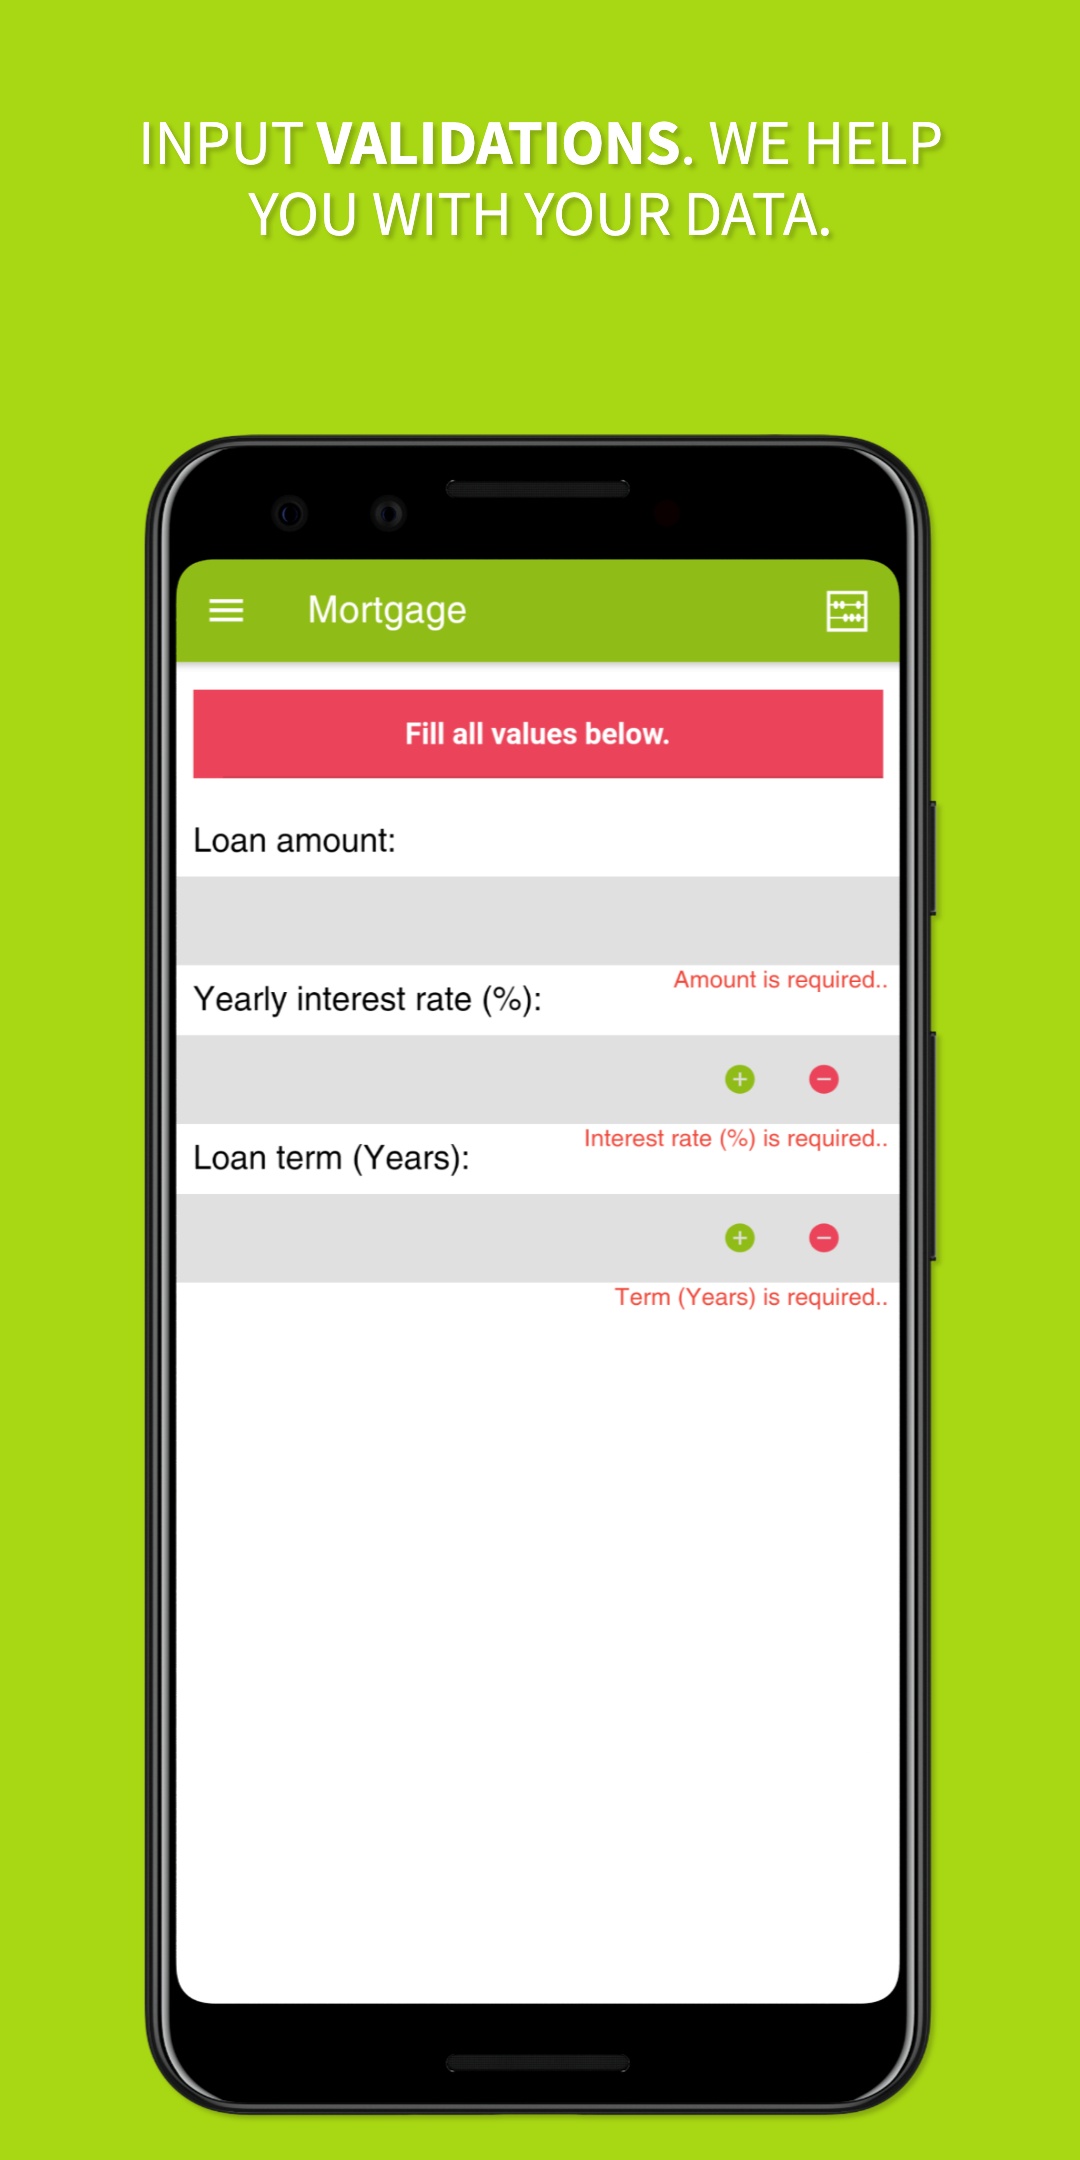 INPUT VALIDATIONS. WE HELP
YOU WITH YOUR DATA.
Mortgage
Fill all values below.
Loan amount:
Amount is required..
Yearly interest rate (%):
Interest rate (%) is required..
Loan term (Years):
Term (Years) is required..